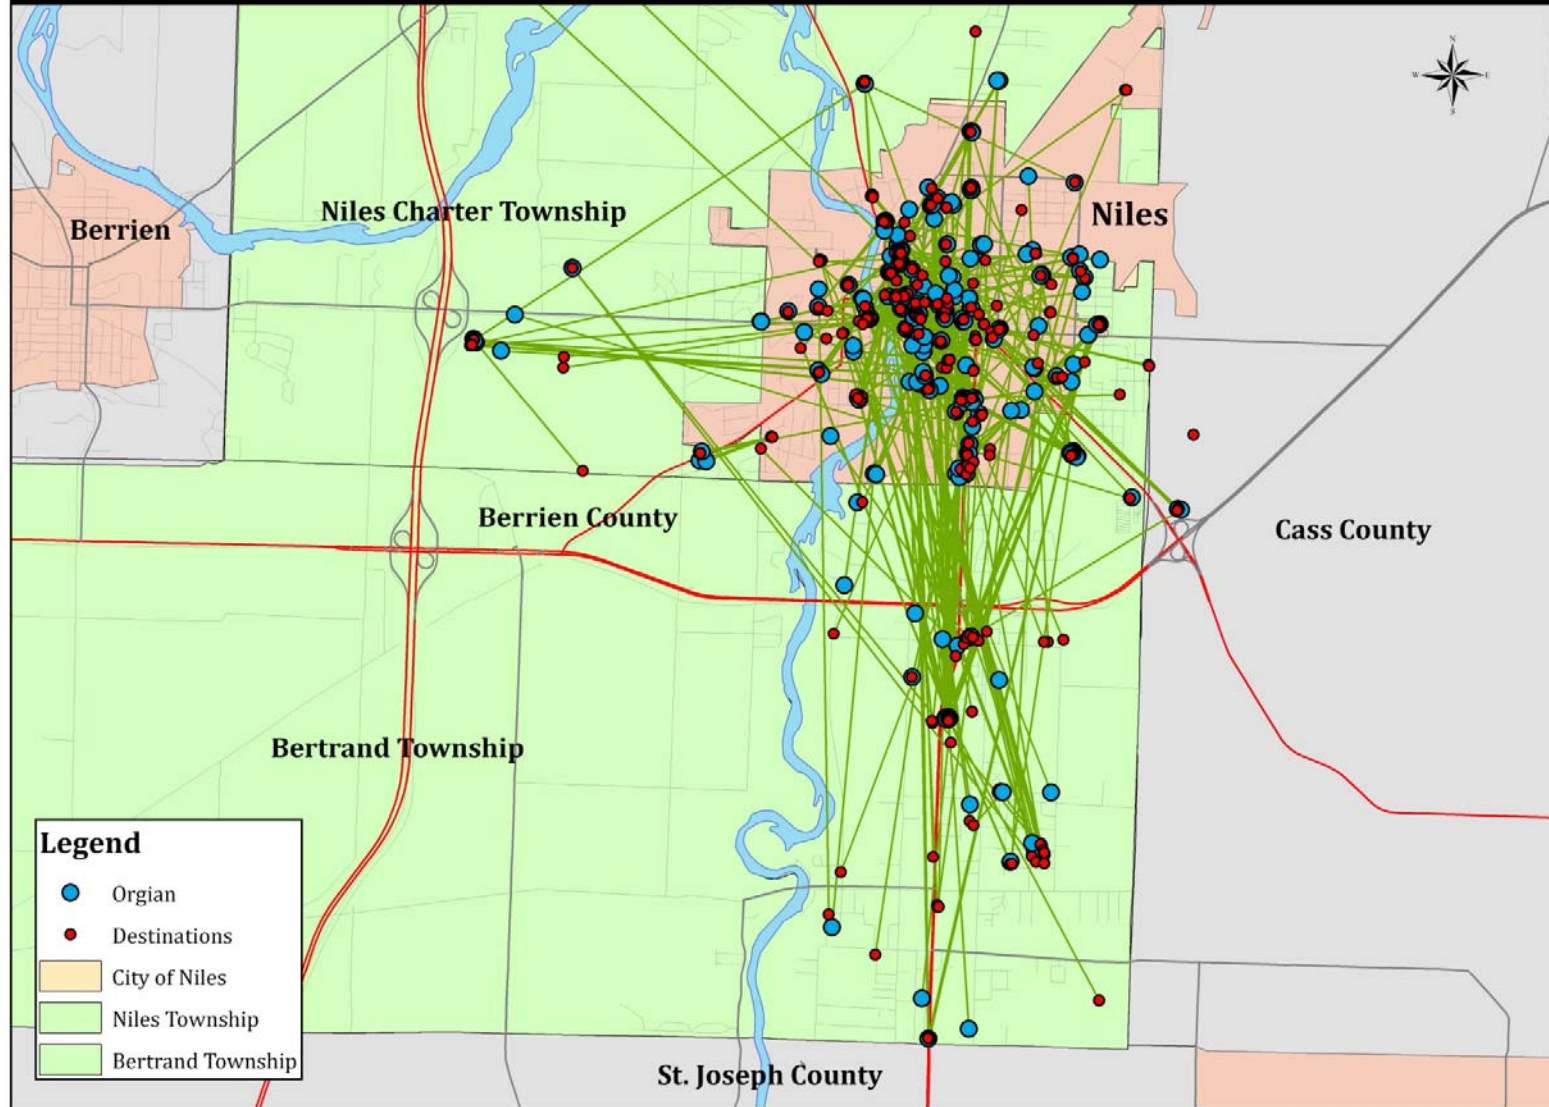 N
W E
S
Niles
Niles Charter Township
Berrien
Berrien County
Cass County
Bertrand Township
Legend
Orgian
Destinations
City of Niles
Niles Township
Bertrand Township
St. Joseph County